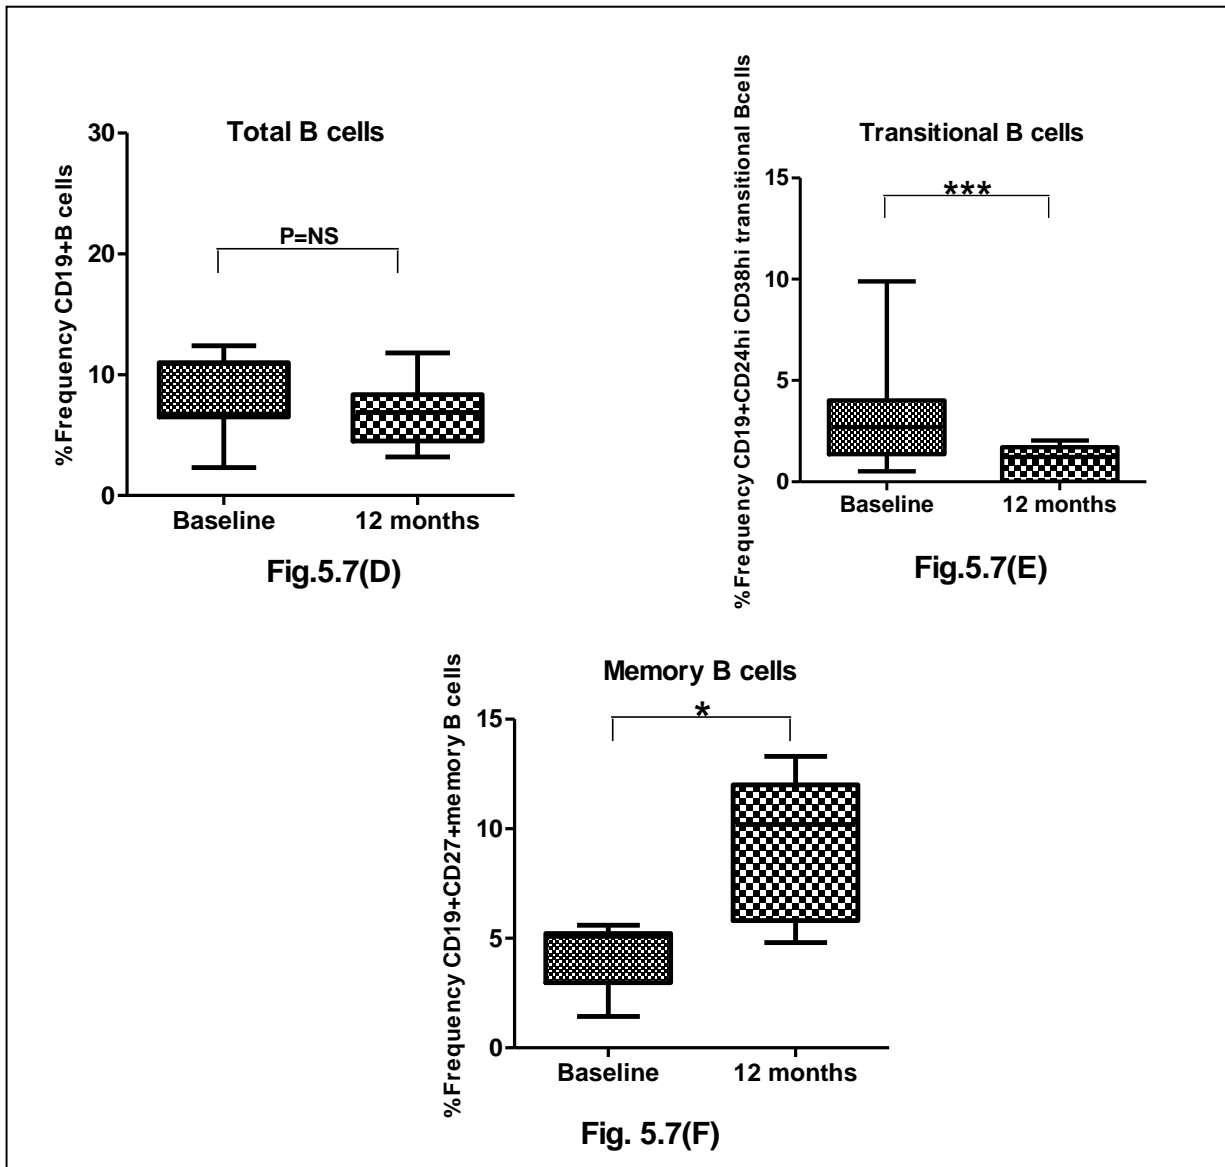 Total B cells
%Frequency CD19+B cells
30
20
10
0
P=NS
Baseline
12 months
Fig.5.7(D)
Transitional B cells
%Frequency CD19+CD24hi CD38hi transitional Bcells
15
10
5
0
***
Baseline
12 months
Fig.5.7(E)
Memory B cells
%Frequency CD19+CD27+memory B cells
15
10
5
0
*
Baseline
12 months
Fig. 5.7(F)